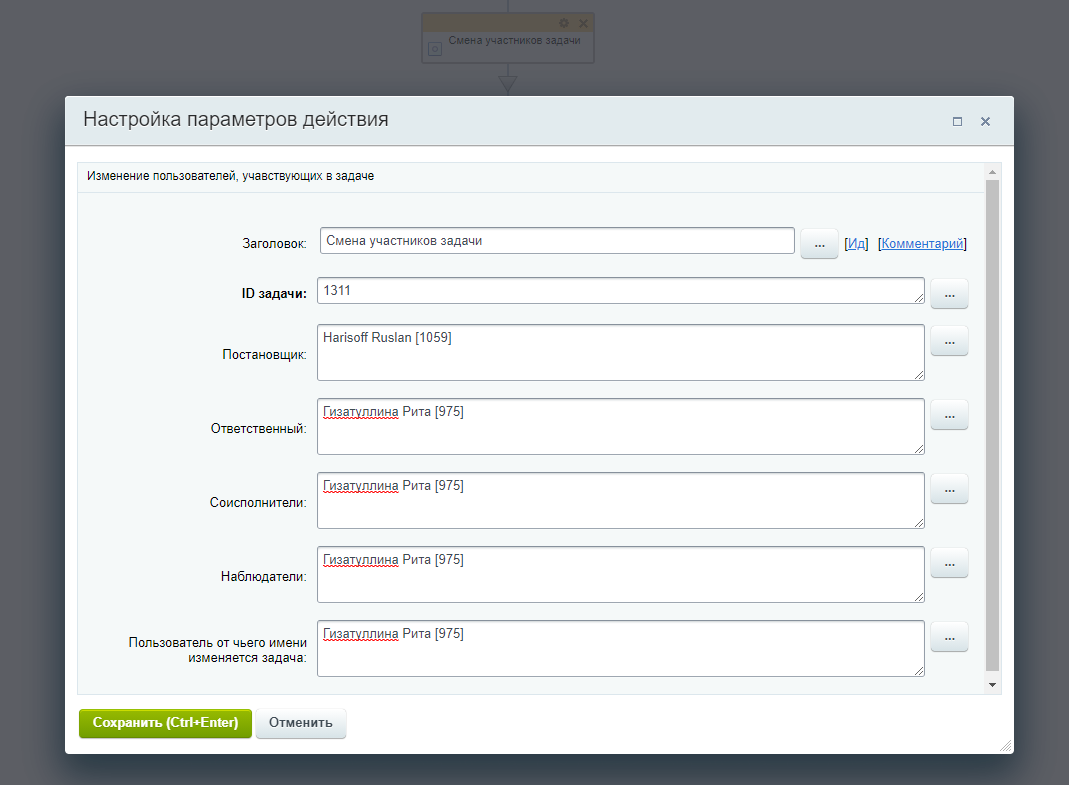 Смена участников задачи
Настройка параметров действия
Изменение пользователей, учавствующих в задаче
Заголовок: Смена участников задачи ... [Ид] [Комментарий]
ID задачи: 1311 ...
Постановщик: Harisoff Ruslan [1059] ...
Ответственный: Гизатуллина Рита [975] ...
Соисполнители: Гизатуллина Рита [975] ...
Наблюдатели: Гизатуллина Рита [975] ...
Пользователь от чьего имени
изменяется задача: Гизатуллина Рита [975] ...
Сохранить (Ctrl+Enter) Отменить